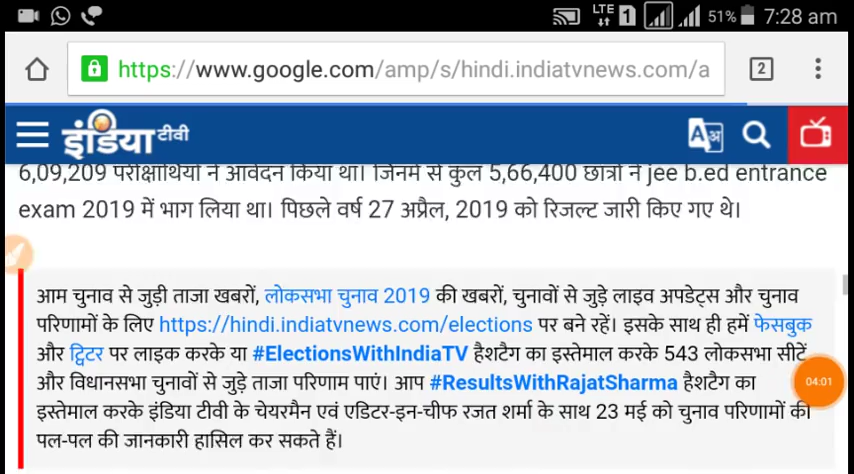 LTE 1 51% 7:28 am
https://www.google.com/amp/s/hindi.indiatvnews.com/a 2
इंडिया टीवी A अ
6,09,209 परीक्षार्थियों ने आवेदन किया था। जिनमें से कुल 5,66,400 छात्रों ने jee b.ed entrance
exam 2019 में भाग लिया था। पिछले वर्ष 27 अप्रैल, 2019 को रिजल्ट जारी किए गए थे।
आम चुनाव से जुड़ी ताजा खबरों, लोकसभा चुनाव 2019 की खबरों, चुनावों से जुड़े लाइव अपडेट्स और चुनाव
परिणामों के लिए https://hindi.indiatvnews.com/elections पर बने रहें। इसके साथ ही हमें फेसबुक
और ट्विटर पर लाइक करके या #ElectionsWithIndiaTV हैशटैग का इस्तेमाल करके 543 लोकसभा सीटें
और विधानसभा चुनावों से जुड़े ताजा परिणाम पाएं। आप #ResultsWithRajatSharma हैशटैग का
04:01
इस्तेमाल करके इंडिया टीवी के चेयरमैन एवं एडिटर-इन-चीफ रजत शर्मा के साथ 23 मई को चुनाव परिणामों की
पल-पल की जानकारी हासिल कर सकते हैं।